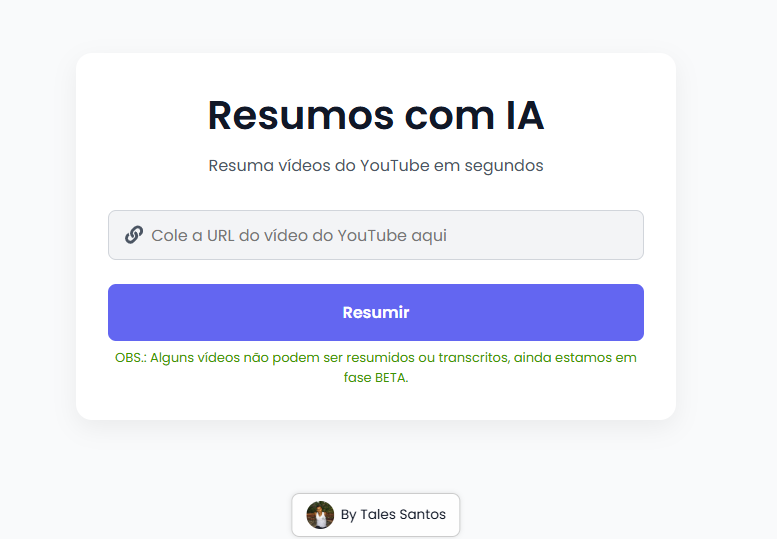 Resumos com IA
Resuma vídeos do YouTube em segundos
Cole a URL do vídeo do YouTube aqui
Resumir
OBS.: Alguns vídeos não podem ser resumidos ou transcritos, ainda estamos em
fase BETA.
By Tales Santos